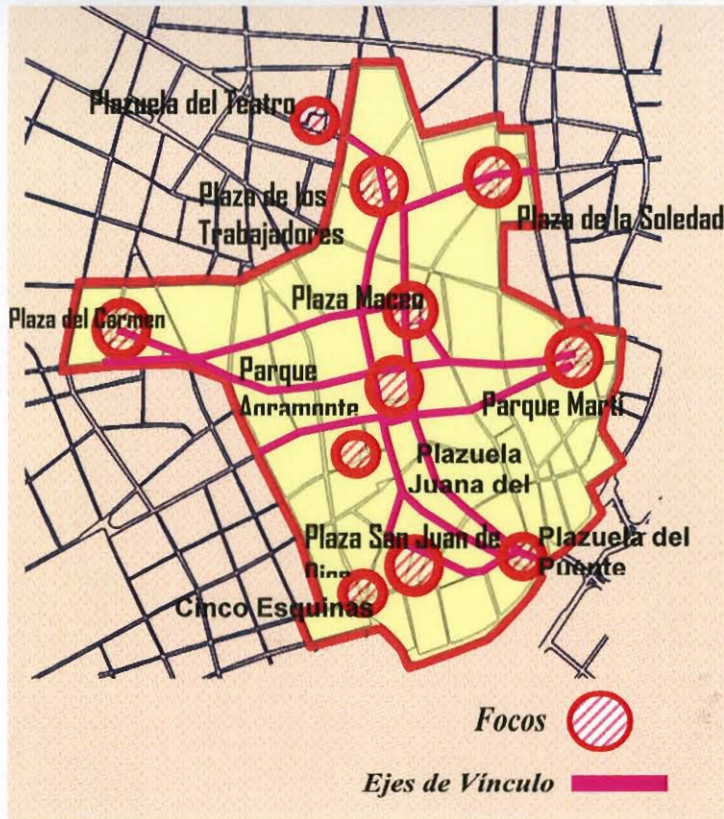 Plazuela del Teatro
Plaza de los
Trabajadores
Plaza de la Soledad
Plaza Maceo
Plaza del Carmen
Parque
Agramonte
Parque Martí
Plazuela
Juana del
Plaza San Juan de
Plazuela del
Puente
Cinco Esquinas
Focos
Ejes de Vínculo